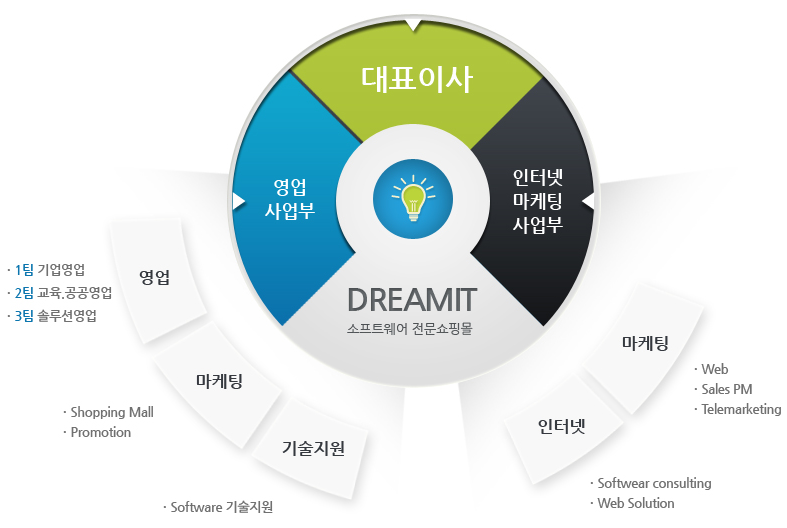 대표이사
영업
사업부
인터넷
마케팅
사업부
DREAMIT
소프트웨어 전문쇼핑몰
영업
· 1팀 기업영업
· 2팀 교육.공공영업
· 3팀 솔루션영업
마케팅
· Shopping Mall
· Promotion
기술지원
· Software 기술지원
마케팅
· Web
· Sales PM
· Telemarketing
인터넷
· Softwear consulting
· Web Solution